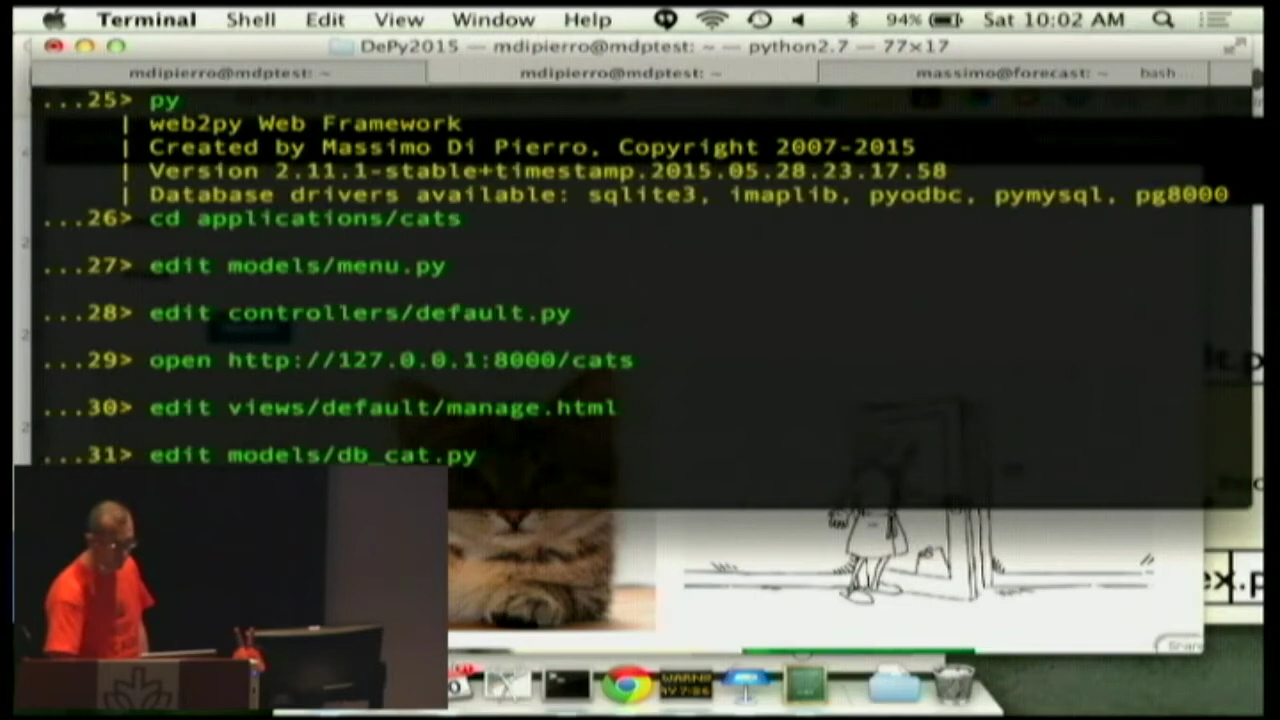 Terminal Shell Edit View Window Help 94% Sat 10:02 AM
DePy2015 — mdipierro@mdptest: ~ — python2.7 — 77×17
mdipierro@mdptest: ~ mdipierro@mdptest: ~ massimo@forecast: ~ bash
...25> py
| web2py Web Framework
| Created by Massimo Di Pierro, Copyright 2007-2015
| Version 2.11.1-stable+timestamp.2015.05.28.23.17.58
| Database drivers available: sqlite3, imaplib, pyodbc, pymysql, pg8000
...26> cd applications/cats
...27> edit models/menu.py
...28> edit controllers/default.py
...29> open http://127.0.0.1:8000/cats
...30> edit views/default/manage.html
...31> edit models/db_cat.py